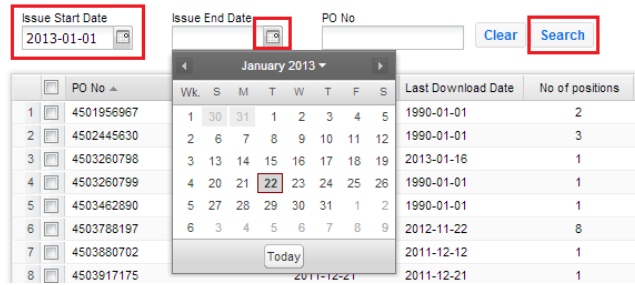 Issue Start Date Issue End Date PO No
2013-01-01 Clear Search
January 2013
PO No Last Download Date No of positions
Wk. S M T W T F S
1 4501956967 1 30 31 1 2 3 4 5 1990-01-01 2
2 4502445630 2 6 7 8 9 10 11 12 1990-01-01 3
3 4503260798 3 13 14 15 16 17 18 19 2013-01-16 1
4 4503260799 4 20 21 22 23 24 25 26 1990-01-01 1
5 4503462890 5 27 28 29 30 31 1 2 1990-01-01 1
6 4503788197 6 3 4 5 6 7 8 9 2012-11-22 8
7 4503880702 Today 2011-12-12 1
8 4503917175 2011-12-21 2011-12-21 1